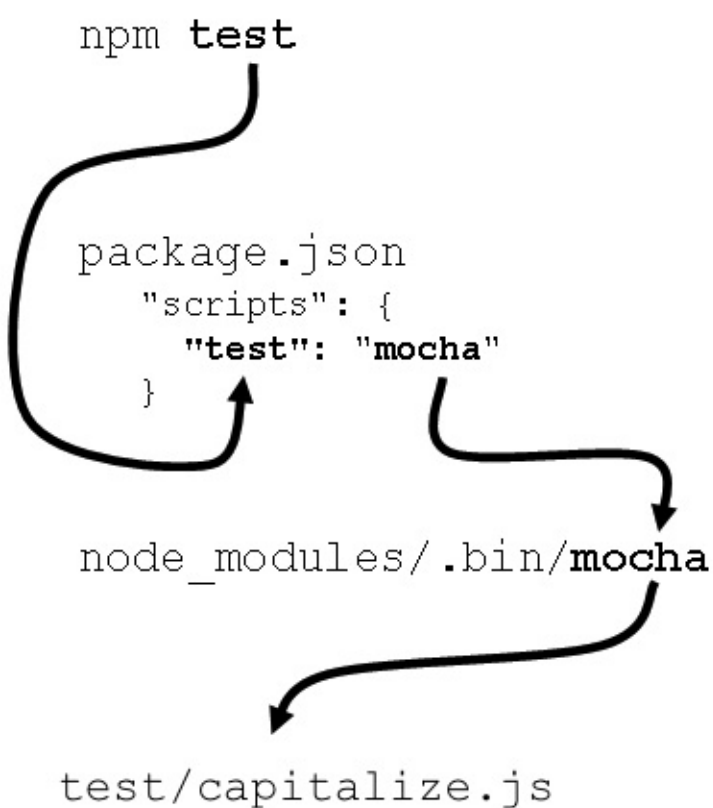 npm test
package.json
"scripts": {
"test": "mocha"
}
node_modules/.bin/mocha
test/capitalize.js